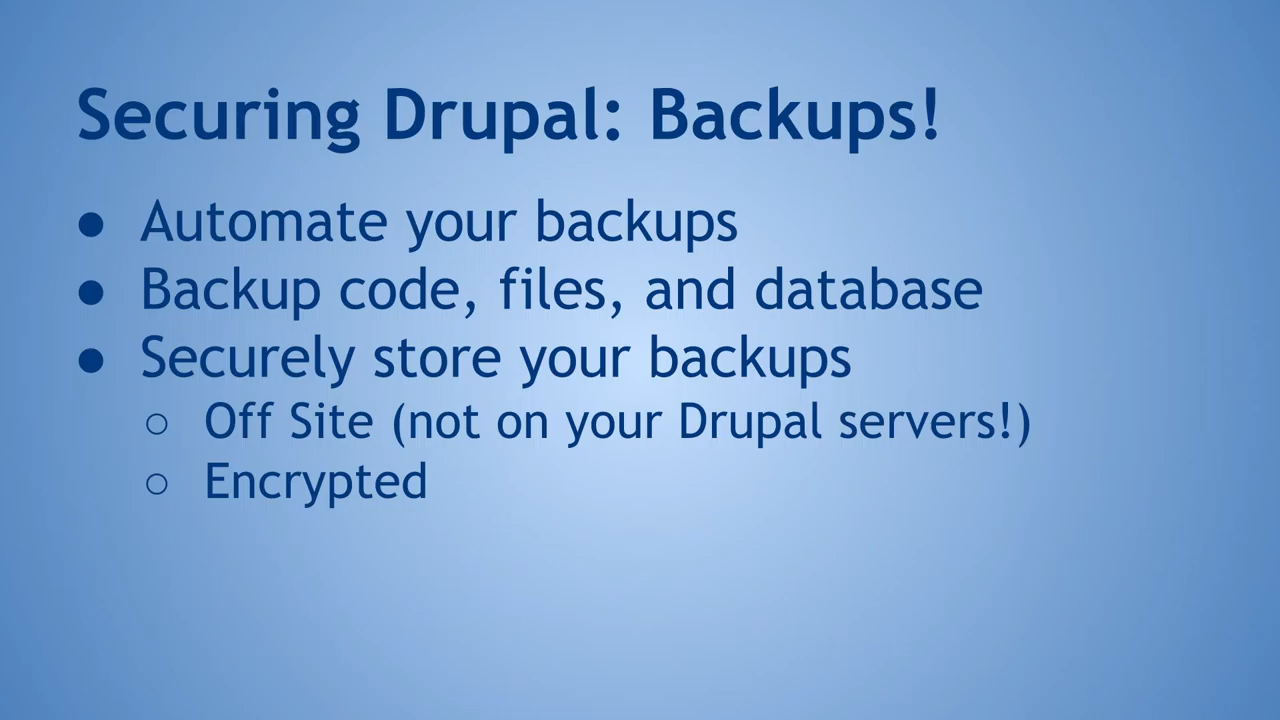 Securing Drupal: Backups!
● Automate your backups
● Backup code, files, and database
● Securely store your backups
○ Off Site (not on your Drupal servers!)
○ Encrypted